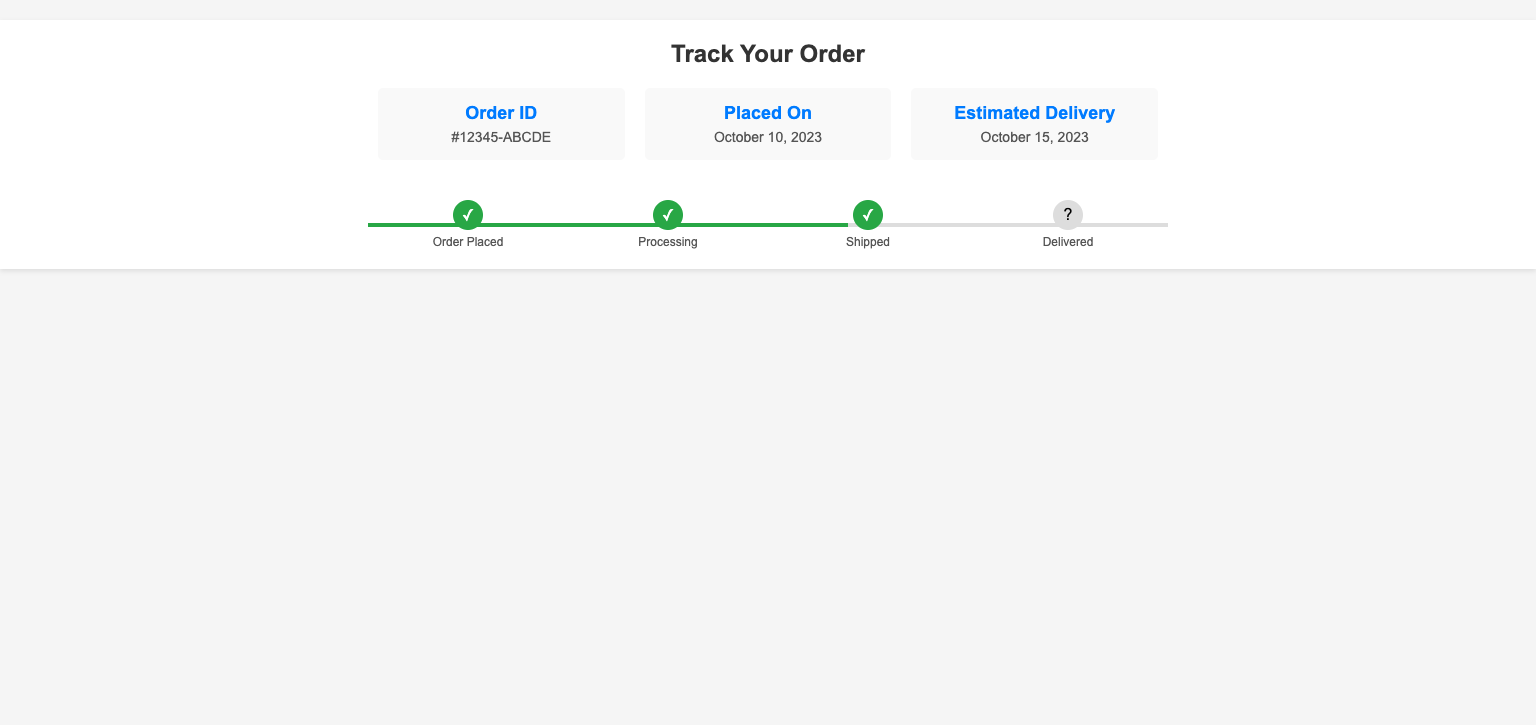 Track Your Order
Order ID
#12345-ABCDE
Placed On
October 10, 2023
Estimated Delivery
October 15, 2023
✓
✓
✓
?
Order Placed
Processing
Shipped
Delivered